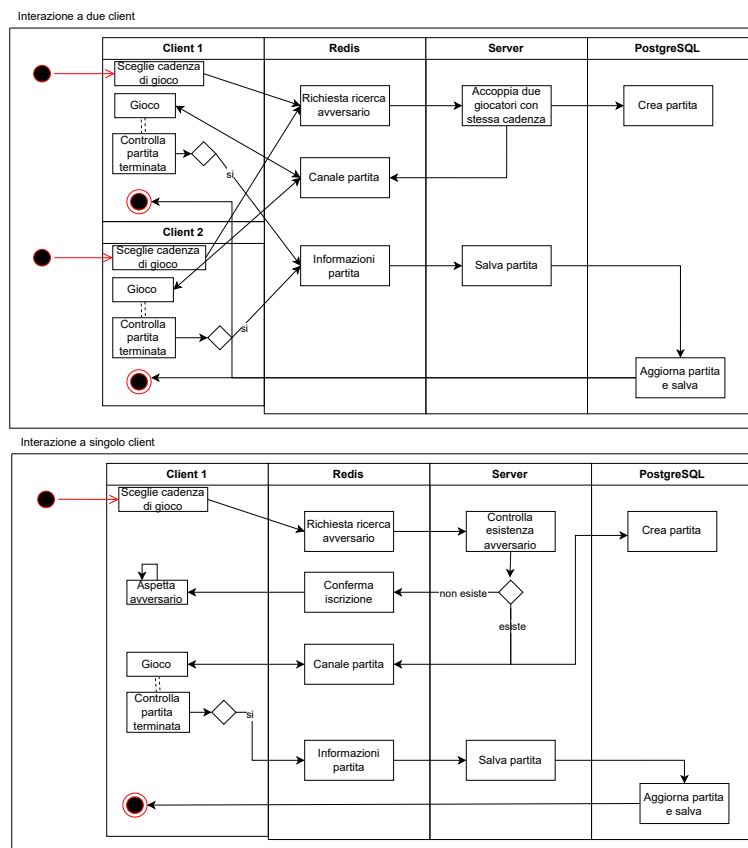 Interazione a due client
Client 1
Redis
Server
PostgreSQL
Sceglie cadenza
di gioco
Richiesta ricerca
avversario
Accoppia due
giocatori con
stessa cadenza
Crea partita
Gioco
Controlla
partita
terminata
si
Canale partita
Client 2
Sceglie cadenza
di gioco
Informazioni
partita
Salva partita
Gioco
Controlla
partita
terminata
si
Aggiorna partita
e salva
Interazione a singolo client
Client 1
Redis
Server
PostgreSQL
Sceglie cadenza
di gioco
Richiesta ricerca
avversario
Controlla
esistenza
avversario
Crea partita
Aspetta
avversario
Conferma
iscrizione
non esiste
esiste
Gioco
Canale partita
Controlla
partita
terminata
si
Informazioni
partita
Salva partita
Aggiorna partita
e salva